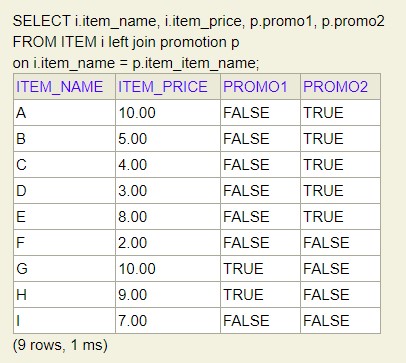 SELECT i.item_name, i.item_price, p.promo1, p.promo2
FROM ITEM i left join promotion p
on i.item_name = p.item_item_name;
ITEM_NAME ITEM_PRICE PROMO1 PROMO2
A 10.00 FALSE TRUE
B 5.00 FALSE TRUE
C 4.00 FALSE TRUE
D 3.00 FALSE TRUE
E 8.00 FALSE TRUE
F 2.00 FALSE FALSE
G 10.00 TRUE FALSE
H 9.00 TRUE FALSE
I 7.00 FALSE FALSE
(9 rows, 1 ms)